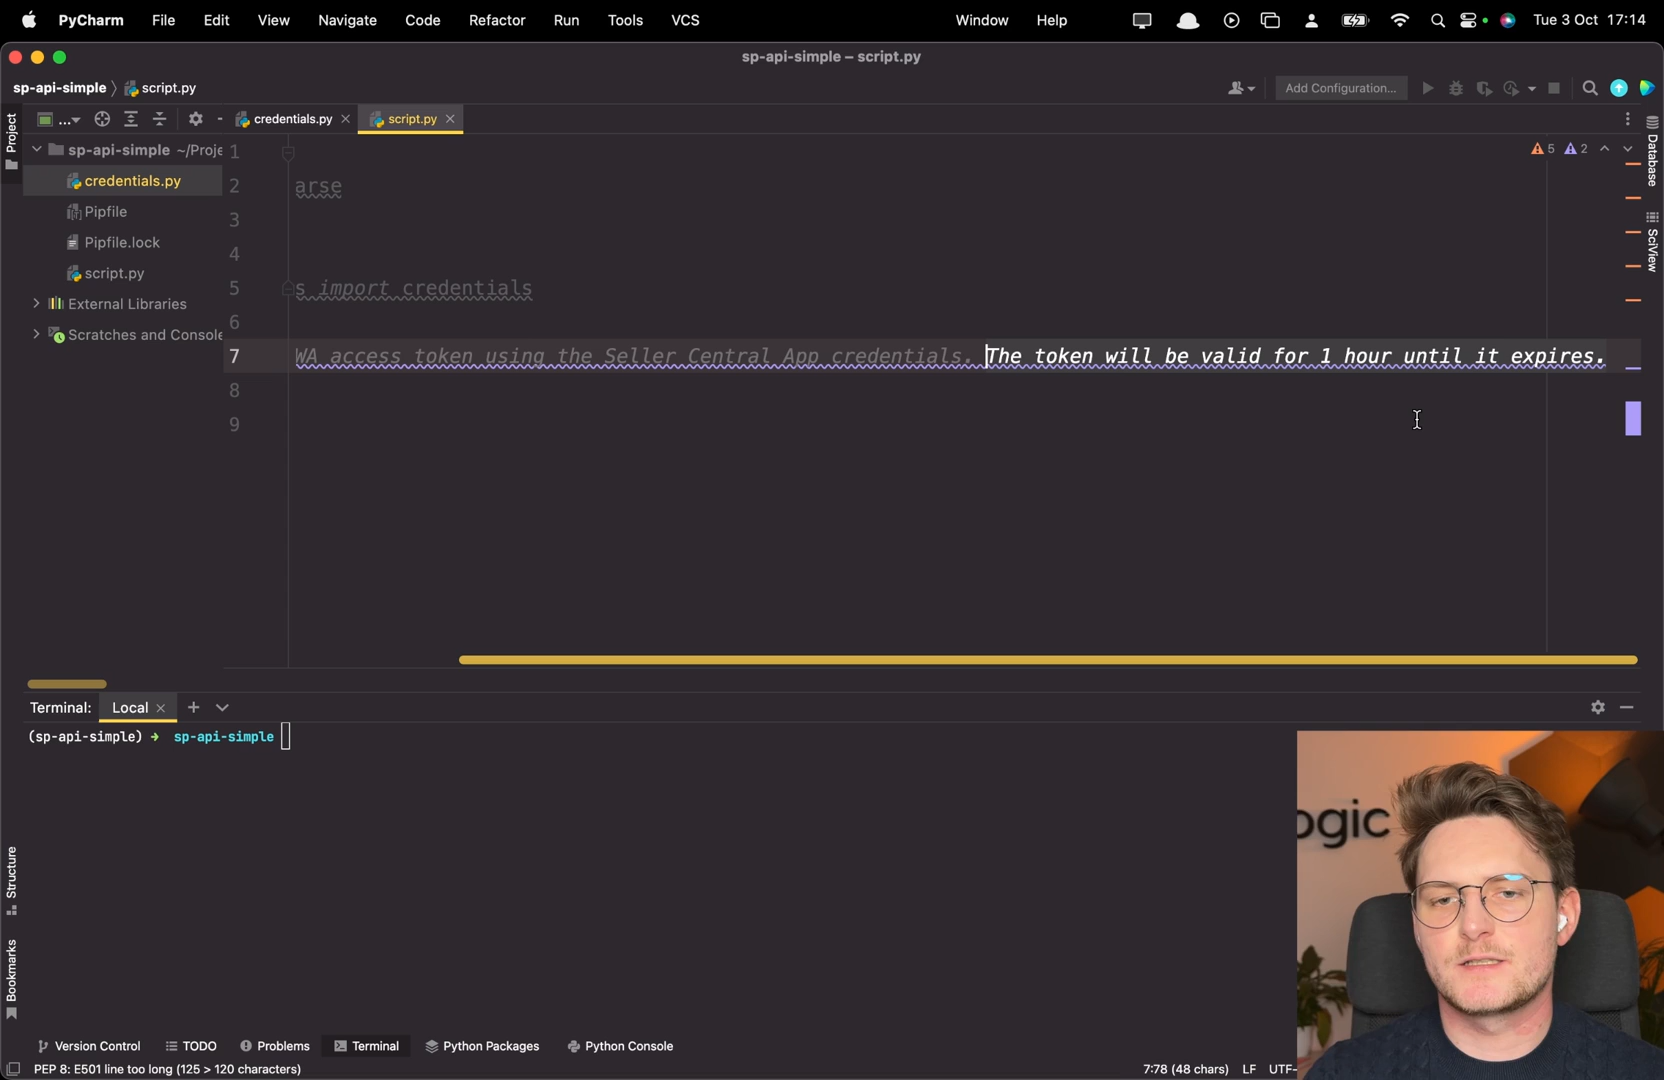 PyCharm File Edit View Navigate Code Refactor Run Tools VCS Window Help Tue 3 Oct 17:14
sp-api-simple – script.py
sp-api-simple 〉 script.py Add Configuration...
Project
...
credentials.py
script.py
sp-api-simple ~/Proje
credentials.py
Pipfile
Pipfile.lock
script.py
External Libraries
Scratches and Console
5 2
1
2 arse
3
4
5 s import credentials
6
7 WA access token using the Seller Central App credentials. The token will be valid for 1 hour until it expires.
8
9
Database
SciView
Terminal: Local
(sp-api-simple) → sp-api-simple
ogic
Structure
Bookmarks
Version Control TODO Problems Terminal Python Packages Python Console
PEP 8: E501 line too long (125 > 120 characters) 7:78 (48 chars) LF UTF-